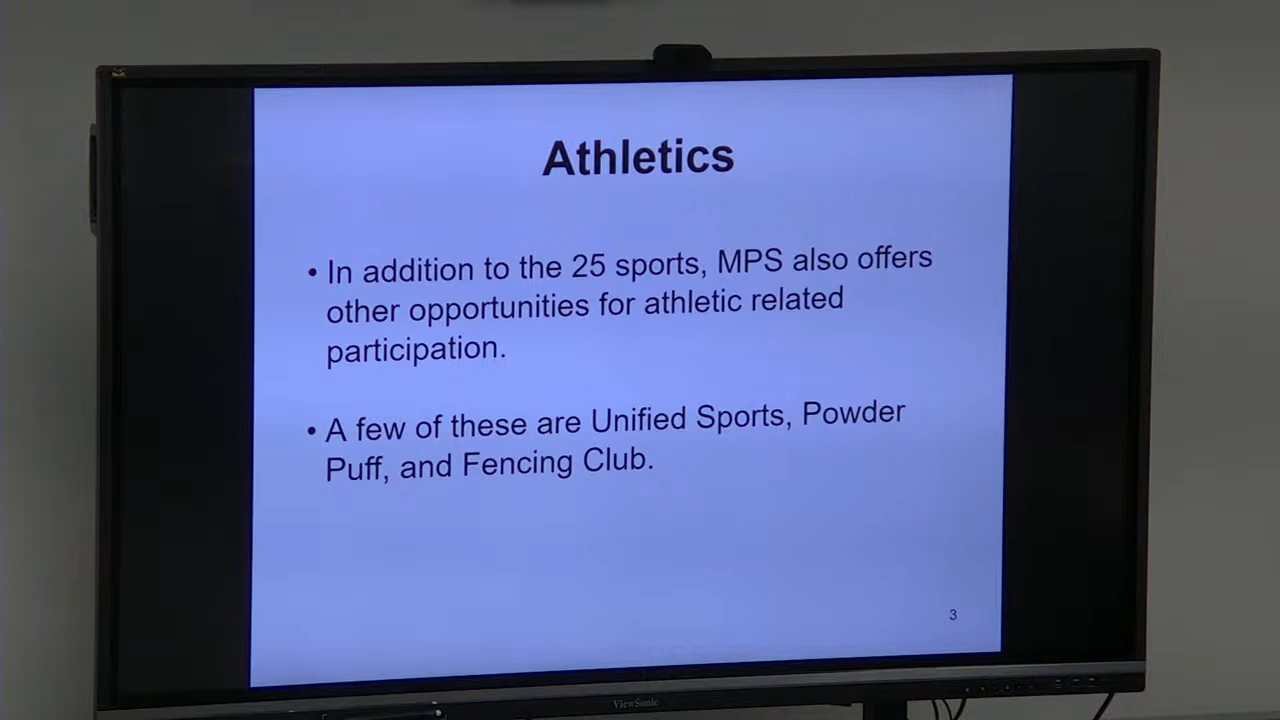 Athletics
• In addition to the 25 sports, MPS also offers
other opportunities for athletic related
participation.
• A few of these are Unified Sports, Powder
Puff, and Fencing Club.
3
ViewSonic